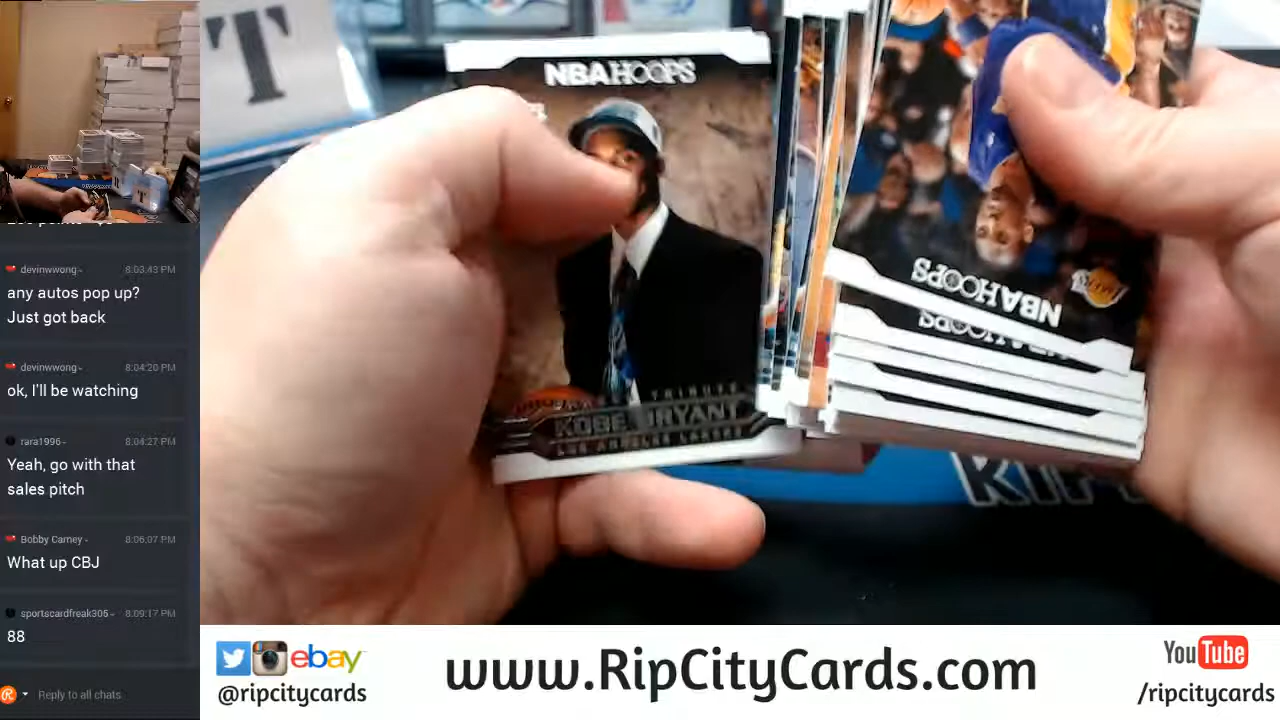 devinwwong
8:03:43 PM
any autos pop up?
Just got back
devinwwong
8:04:20 PM
ok, I'll be watching
rara1996
8:04:27 PM
Yeah, go with that
sales pitch
Bobby Carney
8:06:07 PM
What up CBJ
sportscardfreak305
8:09:17 PM
88
Reply to all chats
T
NBA HOOPS
TRIBUTE
KOBE BRYANT
LOS ANGELES LAKERS
NBA HOOPS
LAKERS
ebay
@ripcitycards
www.RipCityCards.com
YouTube
/ripcitycards